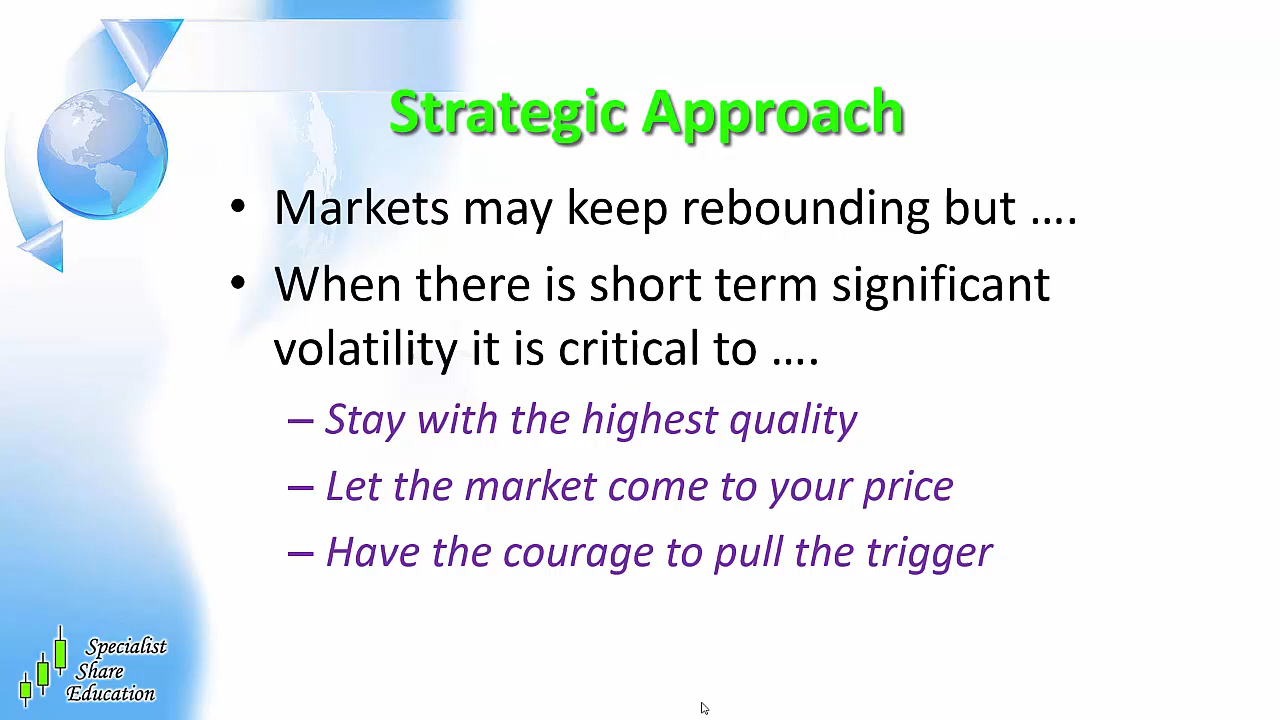 Strategic Approach
• Markets may keep rebounding but ....
• When there is short term significant
volatility it is critical to ....
– Stay with the highest quality
– Let the market come to your price
– Have the courage to pull the trigger
Specialist
Share
Education